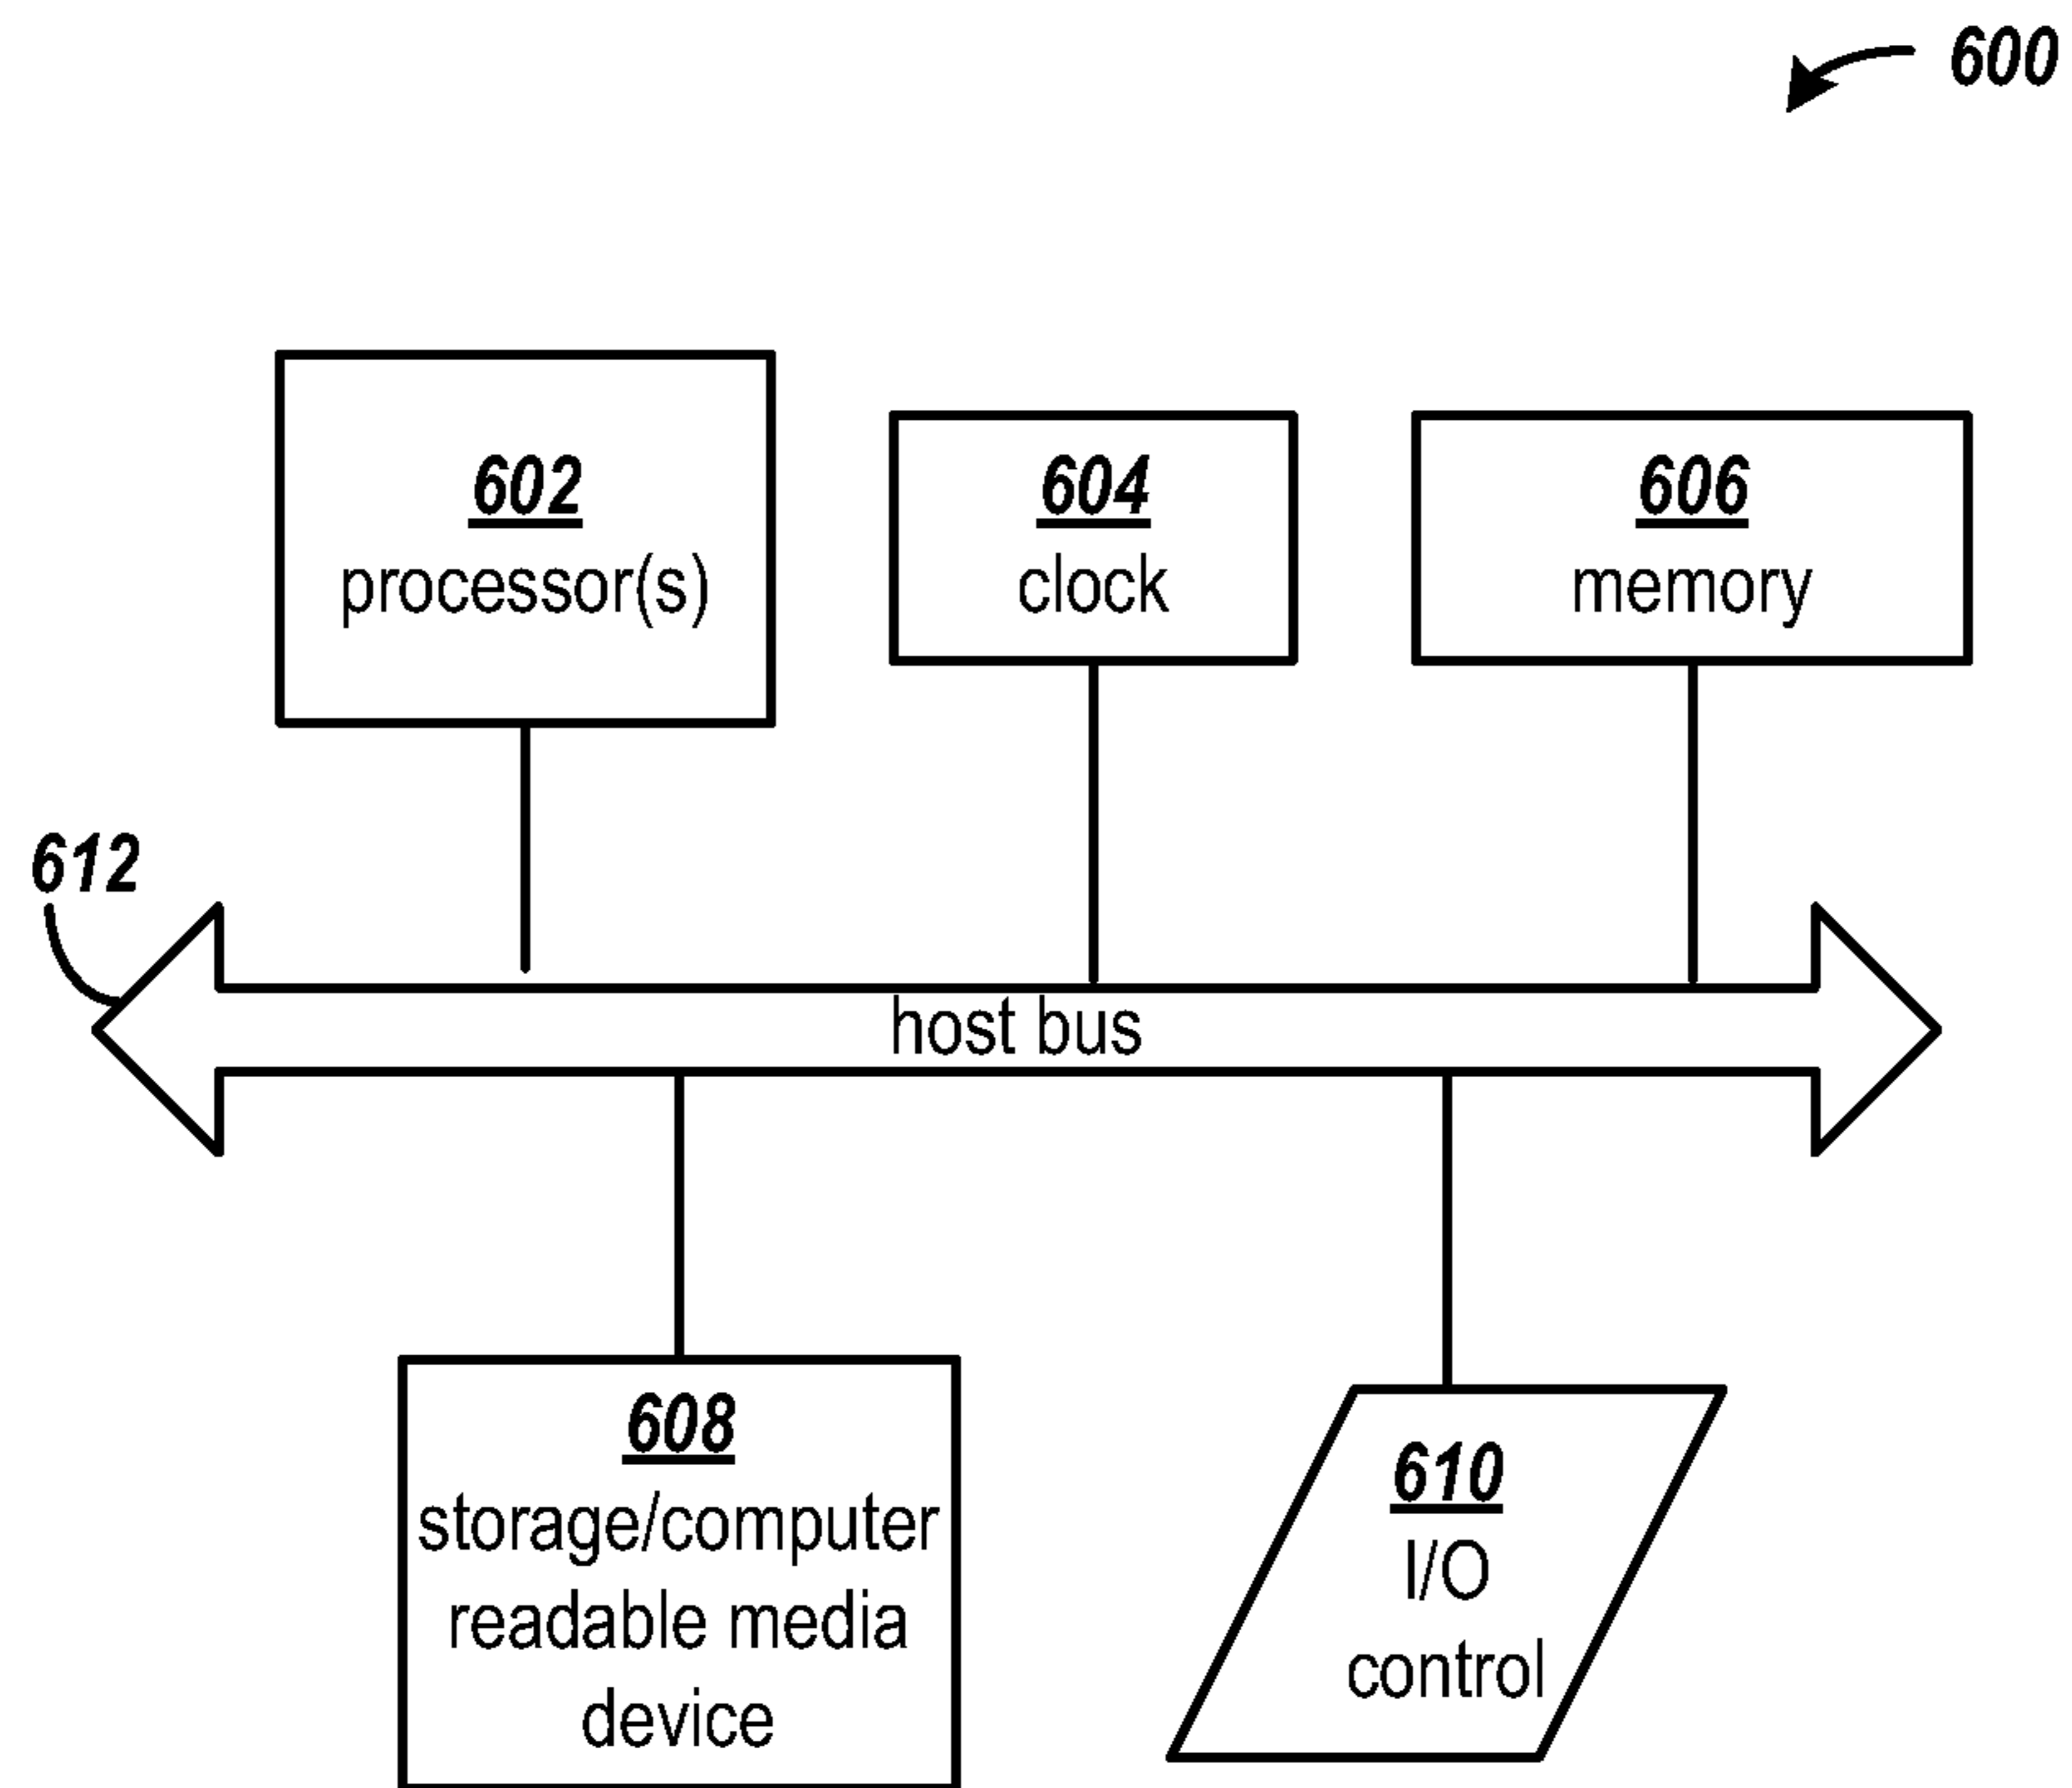 600
602
processor(s)
604
clock
606
memory
612
host bus
608
storage/computer
readable media
device
610
I/O
control